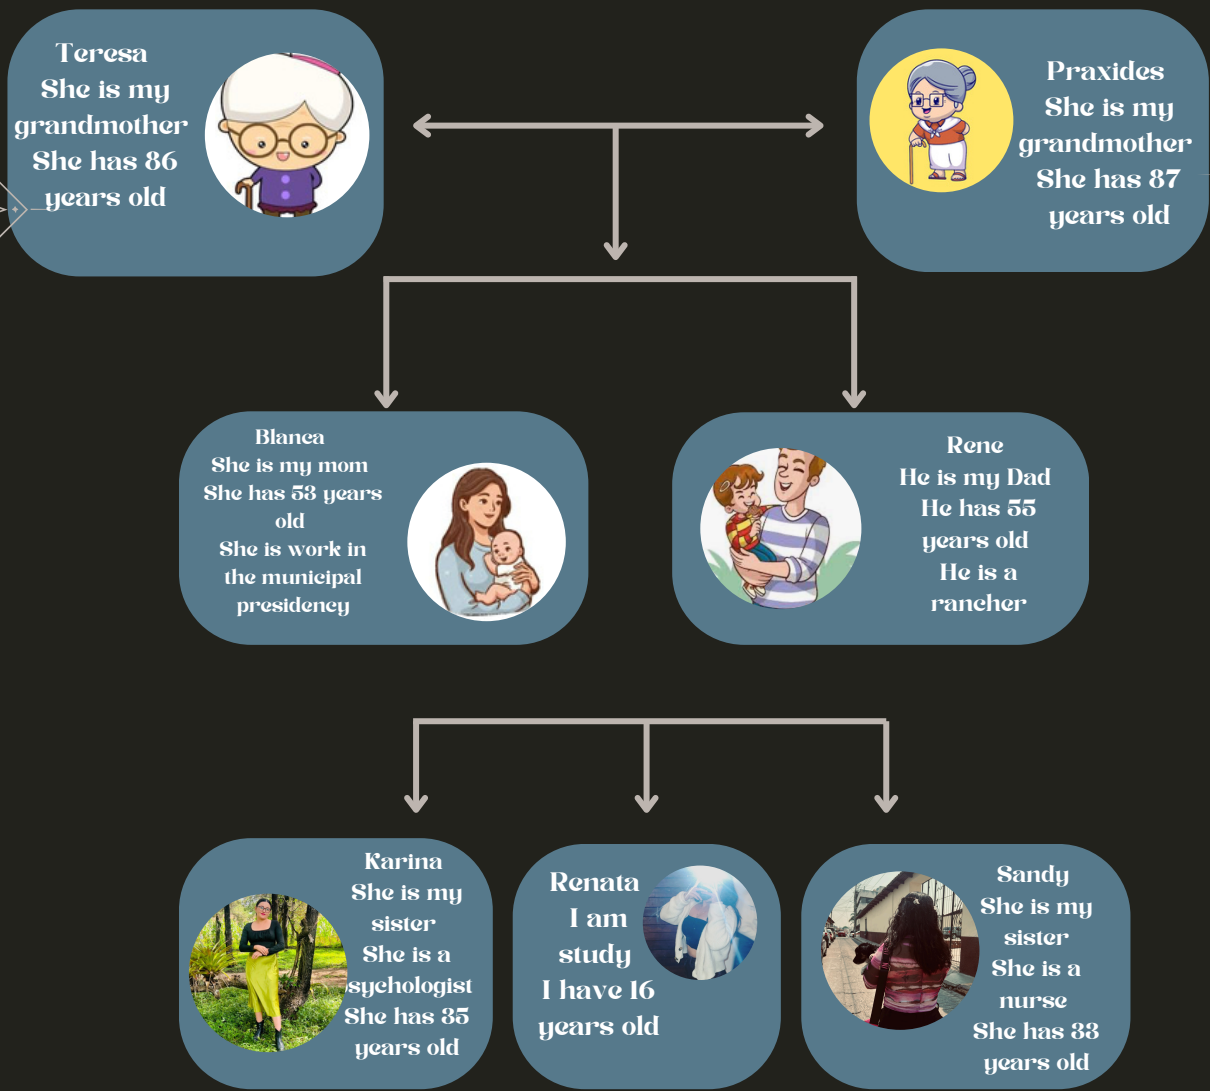 Teresa
She is my
grandmother
She has 86
years old
Praxides
She is my
grandmother
She has 87
years old
Blanca
She is my mom
She has 53 years
old
She is work in
the municipal
presidency
Rene
He is my Dad
He has 55
years old
He is a
rancher
Karina
She is my
sister
She is a
sychologist
She has 35
years old
Renata
I am
study
I have 16
years old
Sandy
She is my
sister
She is a
nurse
She has 33
years old